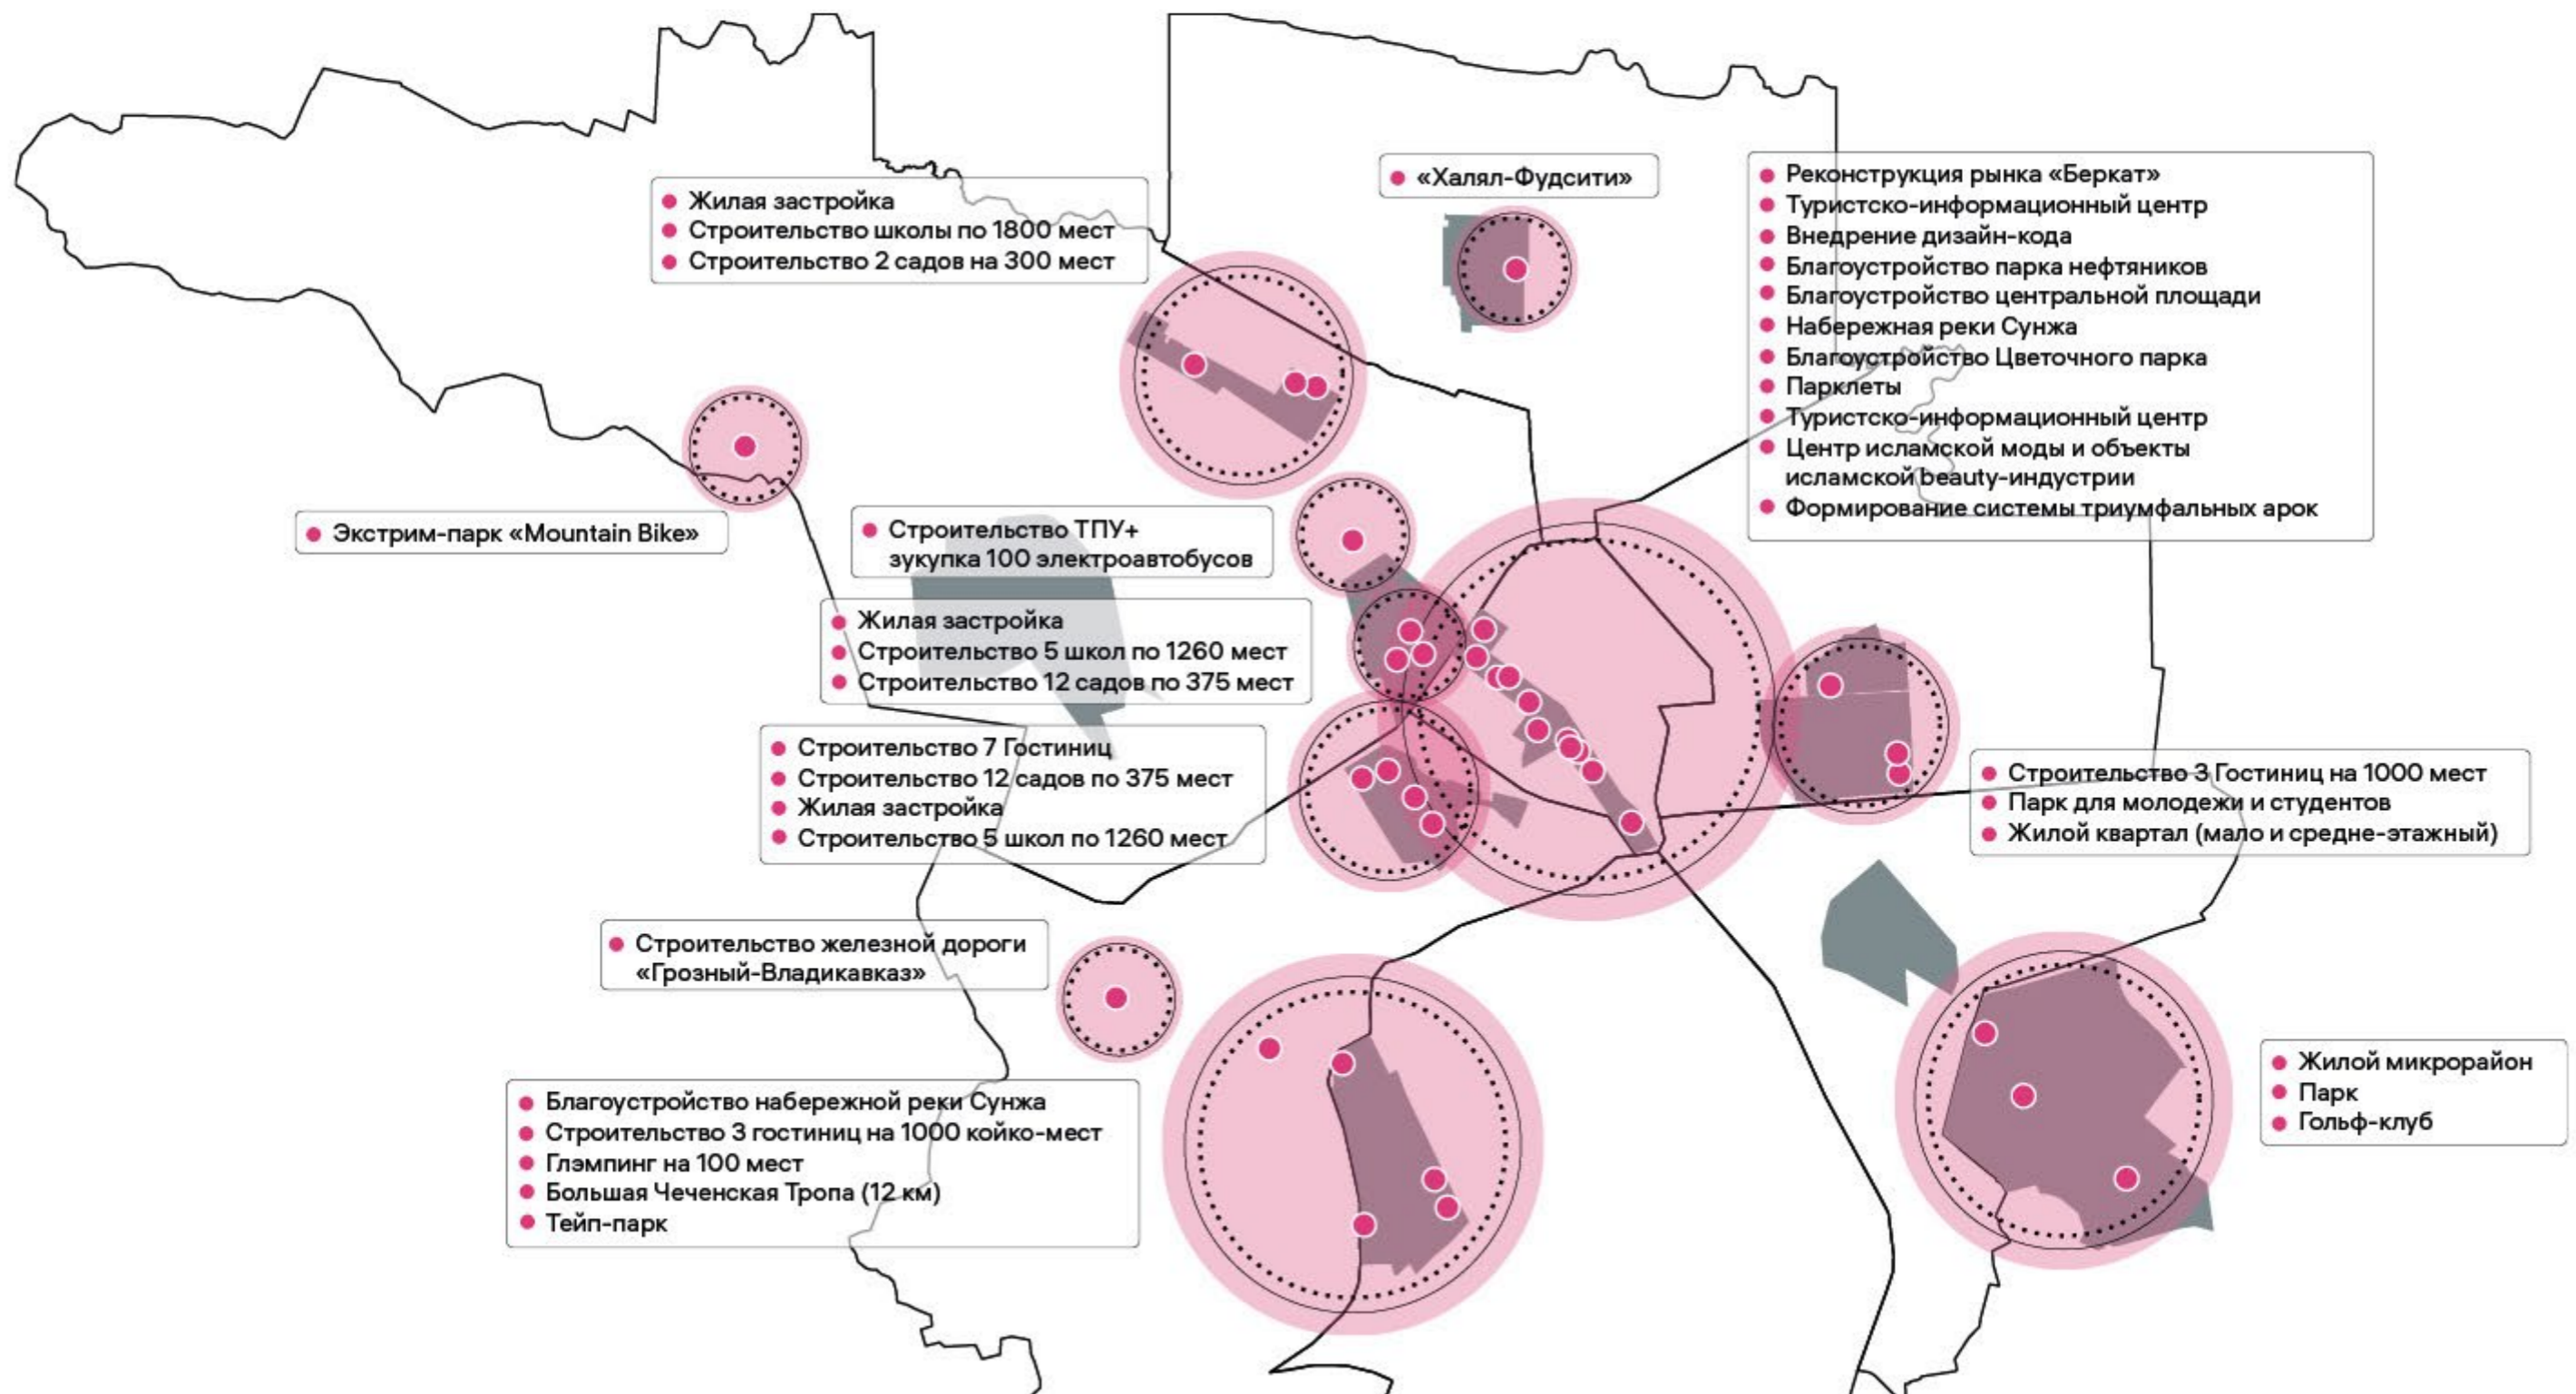 Жилая застройка
Строительство школы по 1800 мест
Строительство 2 садов на 300 мест
«Халял-Фудсити»
Реконструкция рынка «Беркат»
Туристско-информационный центр
Внедрение дизайн-кода
Благоустройство парка нефтяников
Благоустройство центральной площади
Набережная реки Сунжа
Благоустройство Цветочного парка
Парклеты
Туристско-информационный центр
Центр исламской моды и объекты
исламской beauty-индустрии
Формирование системы триумфальных арок
Экстрим-парк «Mountain Bike»
Строительство ТПУ+
зукупка 100 электроавтобусов
Жилая застройка
Строительство 5 школ по 1260 мест
Строительство 12 садов по 375 мест
Строительство 7 Гостиниц
Строительство 12 садов по 375 мест
Жилая застройка
Строительство 5 школ по 1260 мест
Строительство 3 Гостиниц на 1000 мест
Парк для молодежи и студентов
Жилой квартал (мало и средне-этажный)
Строительство железной дороги
«Грозный-Владикавказ»
Благоустройство набережной реки Сунжа
Строительство 3 гостиниц на 1000 койко-мест
Глэмпинг на 100 мест
Большая Чеченская Тропа (12 км)
Тейп-парк
Жилой микрорайон
Парк
Гольф-клуб